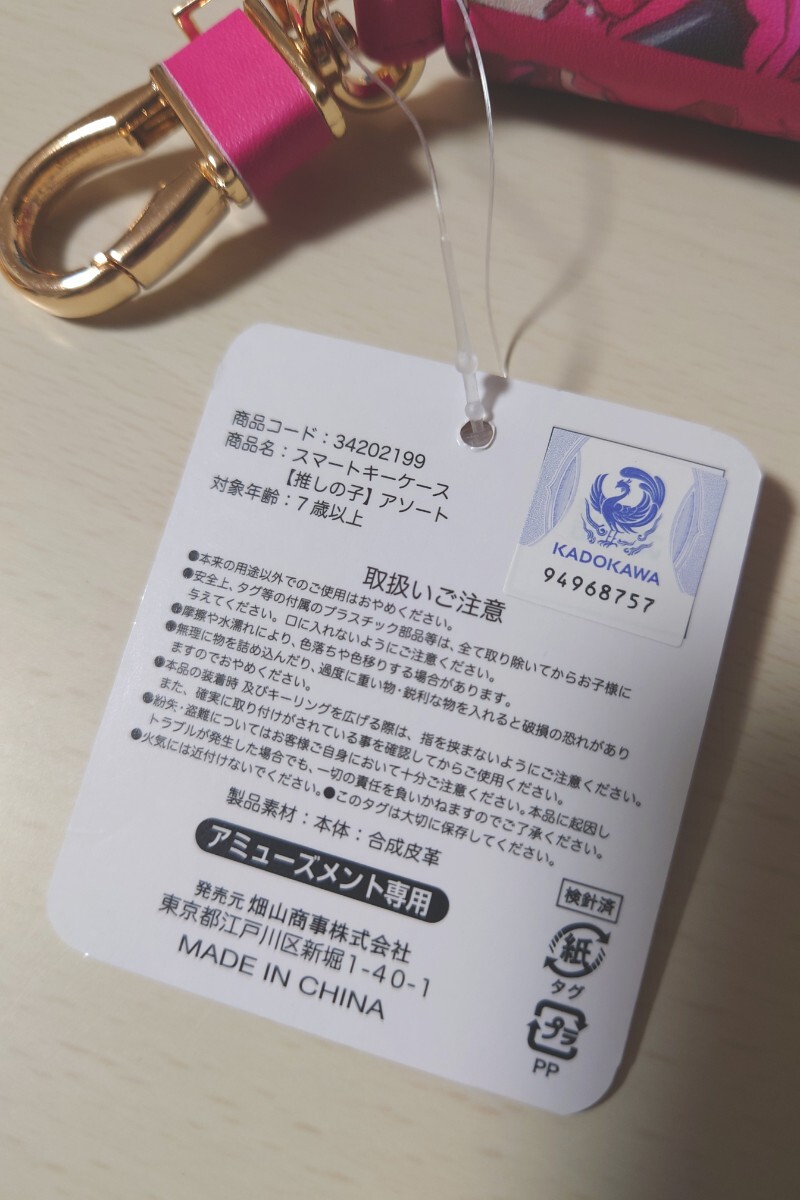 商品コード：34202199
商品名：スマートキーケース
【推しの子】アソート
対象年齢：7歳以上
KADOKAWA
94968757
取扱いご注意
●本来の用途以外でのご使用はおやめください。
●安全上、タグ等の付属のプラスチック部品等は、全て取り除いてからお子様に
与えてください。口に入れないようにご注意ください。
●摩擦や水濡れにより、色落ちや色移りする場合があります。
●無理に物を詰め込んだり、過度に重い物・鋭利な物を入れると破損の恐れがあり
ますのでおやめください。
●本品の装着時 及びキーリングを広げる際は、指を挟まないようにご注意ください。
また、確実に取り付けがされている事を確認してからご使用ください。
●紛失・盗難についてはお客様ご自身において十分ご注意ください。本品に起因し
トラブルが発生した場合でも、一切の責任を負いかねますのでご了承ください。
●火気には近付けないでください。●このタグは大切に保存してください。
製品素材：本体：合成皮革
アミューズメント専用
発売元 畑山商事株式会社
東京都江戸川区新堀1-40-1
MADE IN CHINA
検針済
紙
タグ
プラ
PP